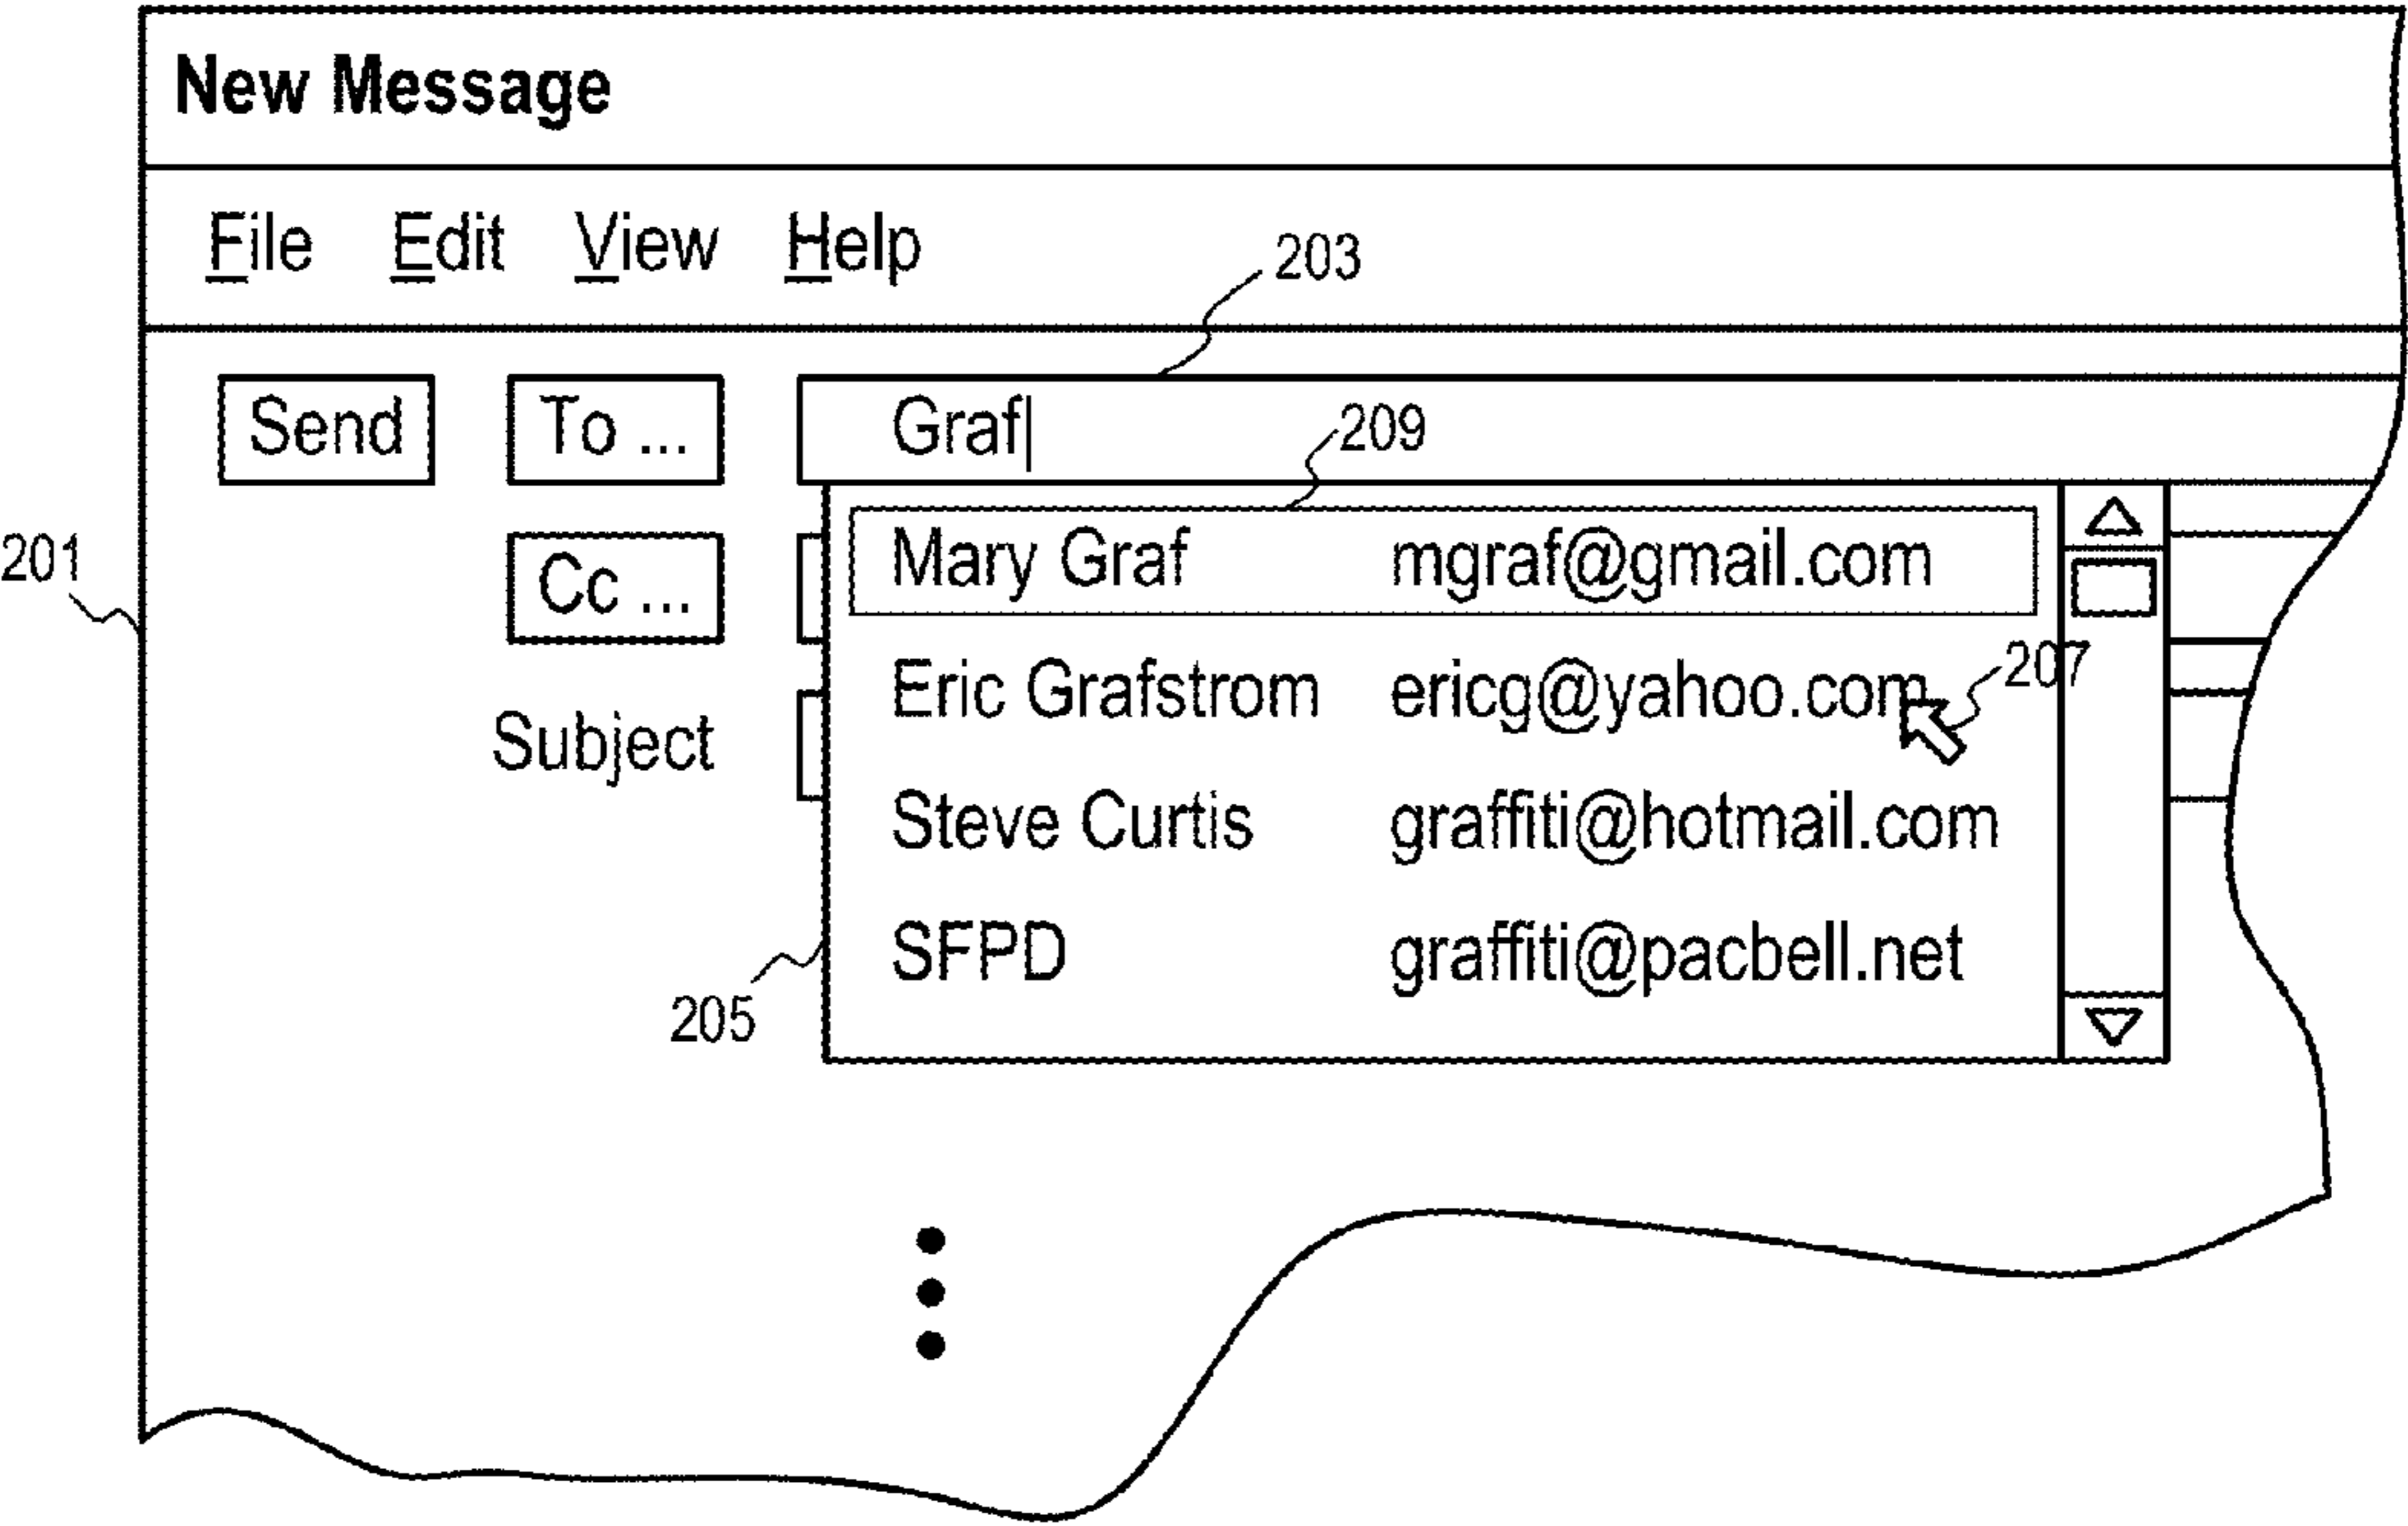 New Message
File Edit View Help
203
Send To ... Graf
209
201
Cc ...
Mary Graf mgraf@gmail.com
Eric Grafstrom ericg@yahoo.com
207
Subject
Steve Curtis graffiti@hotmail.com
SFPD graffiti@pacbell.net
205